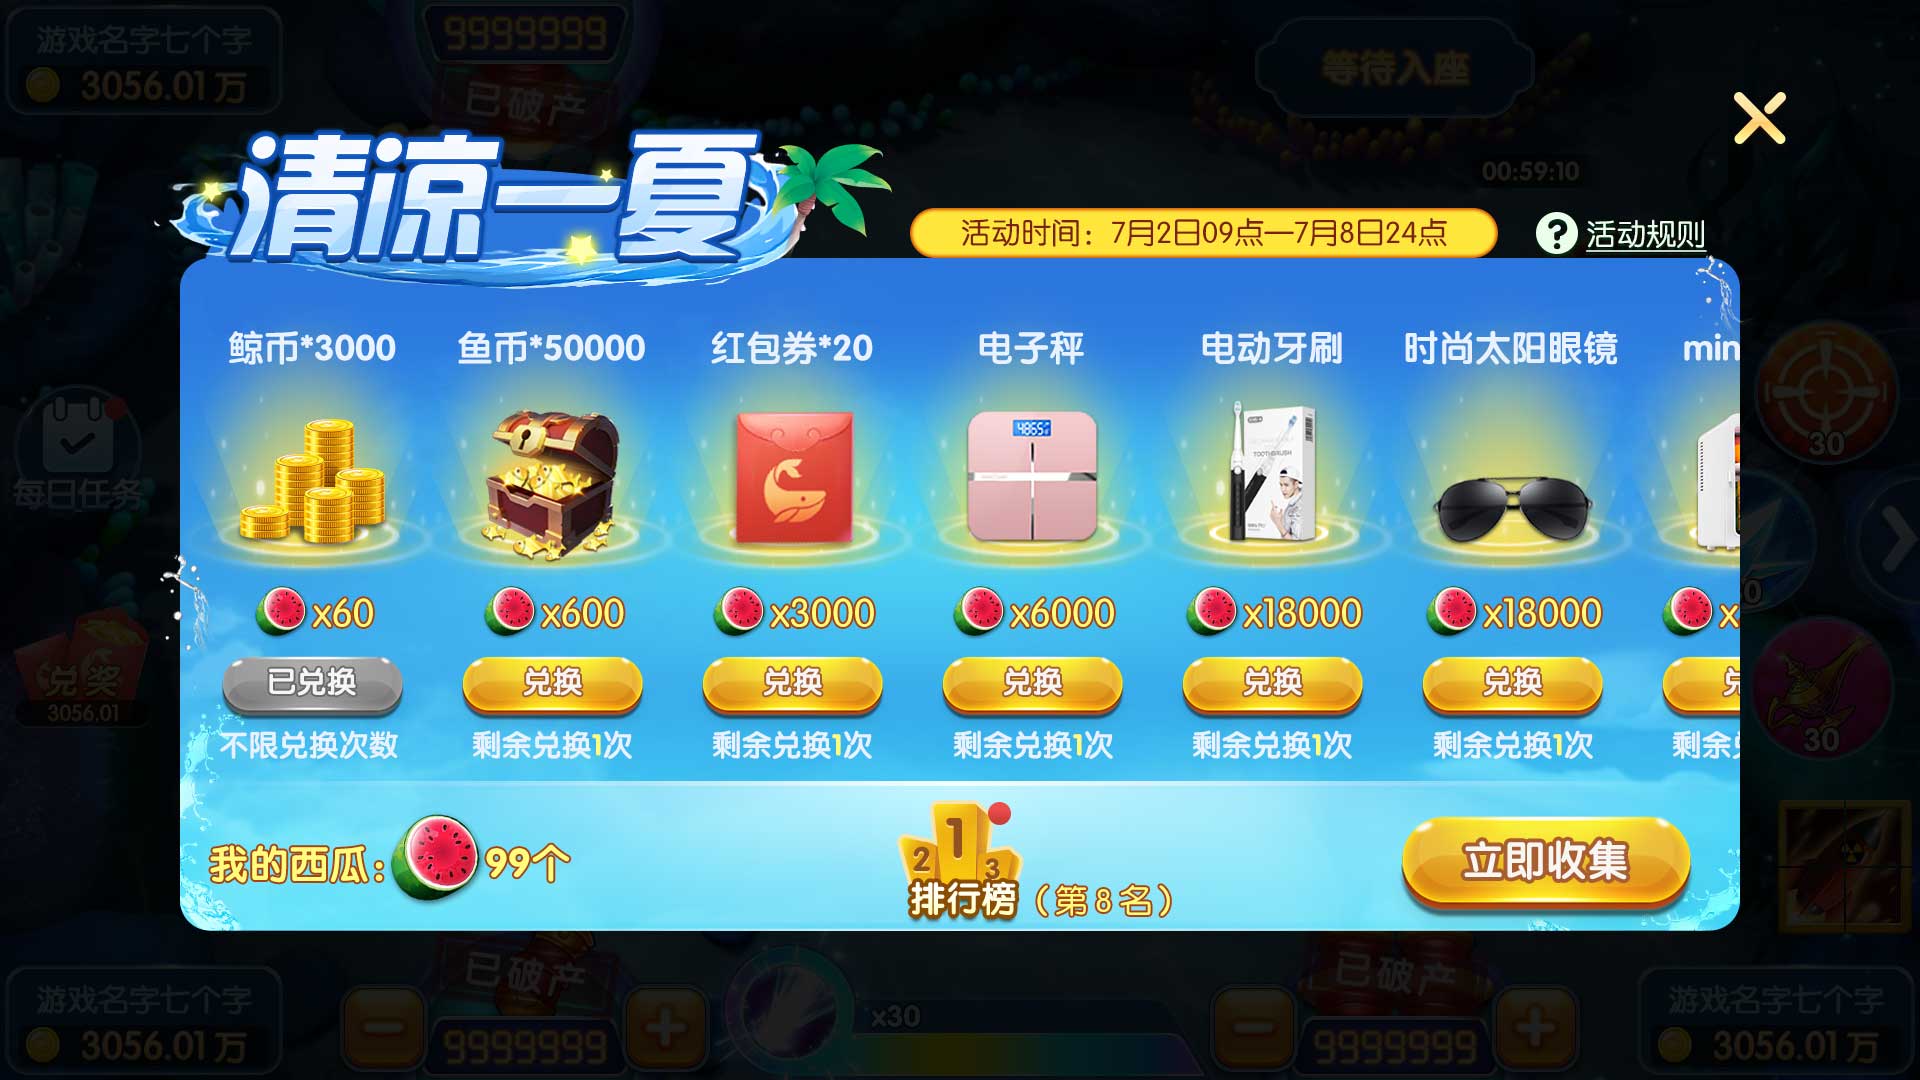 游戏名字七个字
3056.01万
9999999
已破产
等待入座
00:59:10
清凉一夏
活动时间：7月2日09点—7月8日24点
? 活动规则
鲸币*3000
鱼币*50000
红包券*20
电子秤
电动牙刷
时尚太阳眼镜
min
4865
TOOTHBRUSH
x60
x600
x3000
x6000
x18000
x18000
x
已兑换
兑换
兑换
兑换
兑换
兑换
不限兑换次数
剩余兑换1次
剩余兑换1次
剩余兑换1次
剩余兑换1次
剩余兑换1次
剩余
我的西瓜：
99个
1
2
3
排行榜
（第8名）
立即收集
每日任务
兑奖
3056.01
30
30
游戏名字七个字
3056.01万
已破产
9999999
x30
已破产
9999999
游戏名字七个字
3056.01万